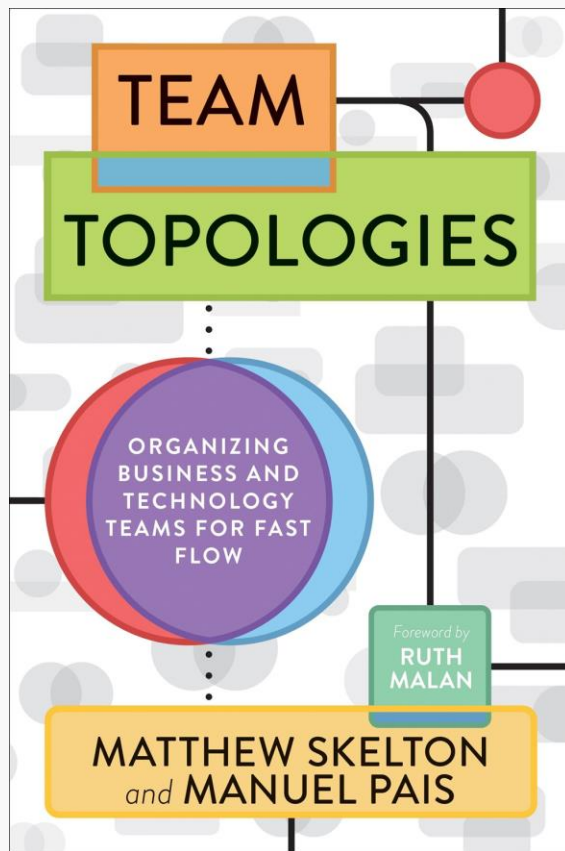 TEAM
TOPOLOGIES
ORGANIZING
BUSINESS AND
TECHNOLOGY
TEAMS FOR FAST
FLOW
Foreword by
RUTH
MALAN
MATTHEW SKELTON
and MANUEL PAIS